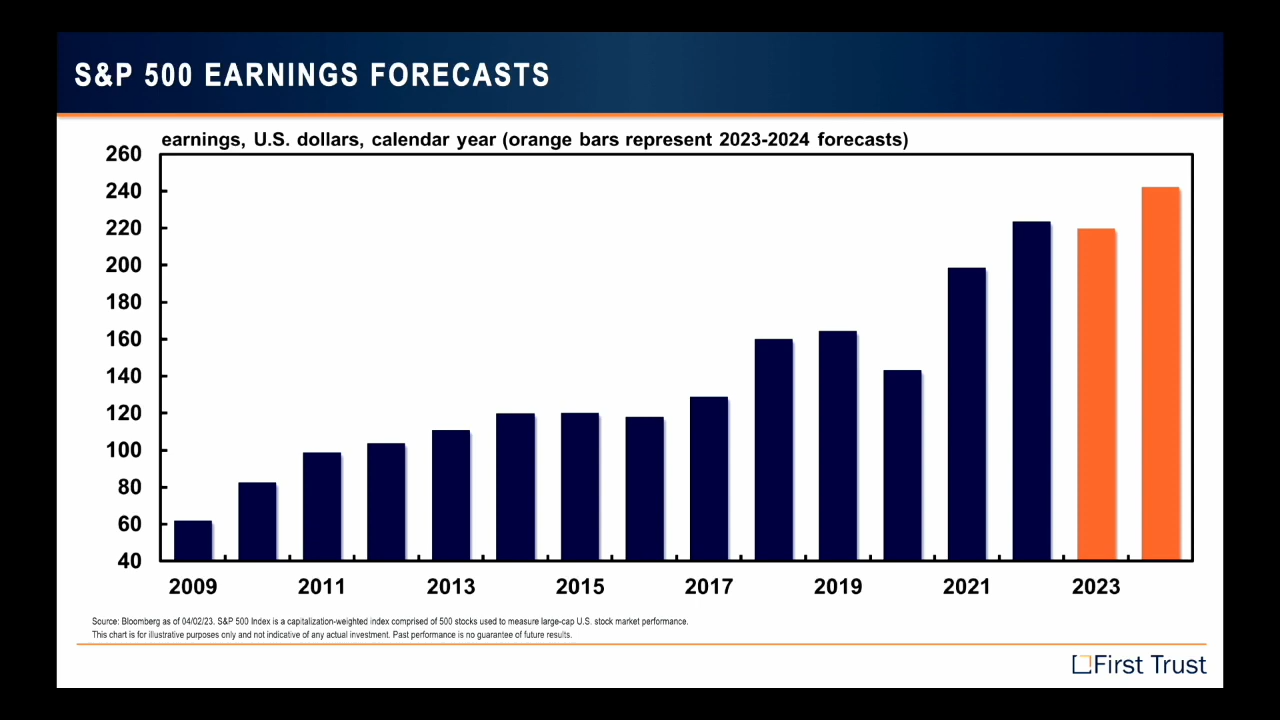 S&P 500 EARNINGS FORECASTS
earnings, U.S. dollars, calendar year (orange bars represent 2023-2024 forecasts)
260
240
220
200
180
160
140
120
100
80
60
40
2009 2011 2013 2015 2017 2019 2021 2023
Source: Bloomberg as of 04/02/23. S&P 500 Index is a capitalization-weighted index comprised of 500 stocks used to measure large-cap U.S. stock market performance.
This chart is for illustrative purposes only and not indicative of any actual investment. Past performance is no guarantee of future results.
First Trust